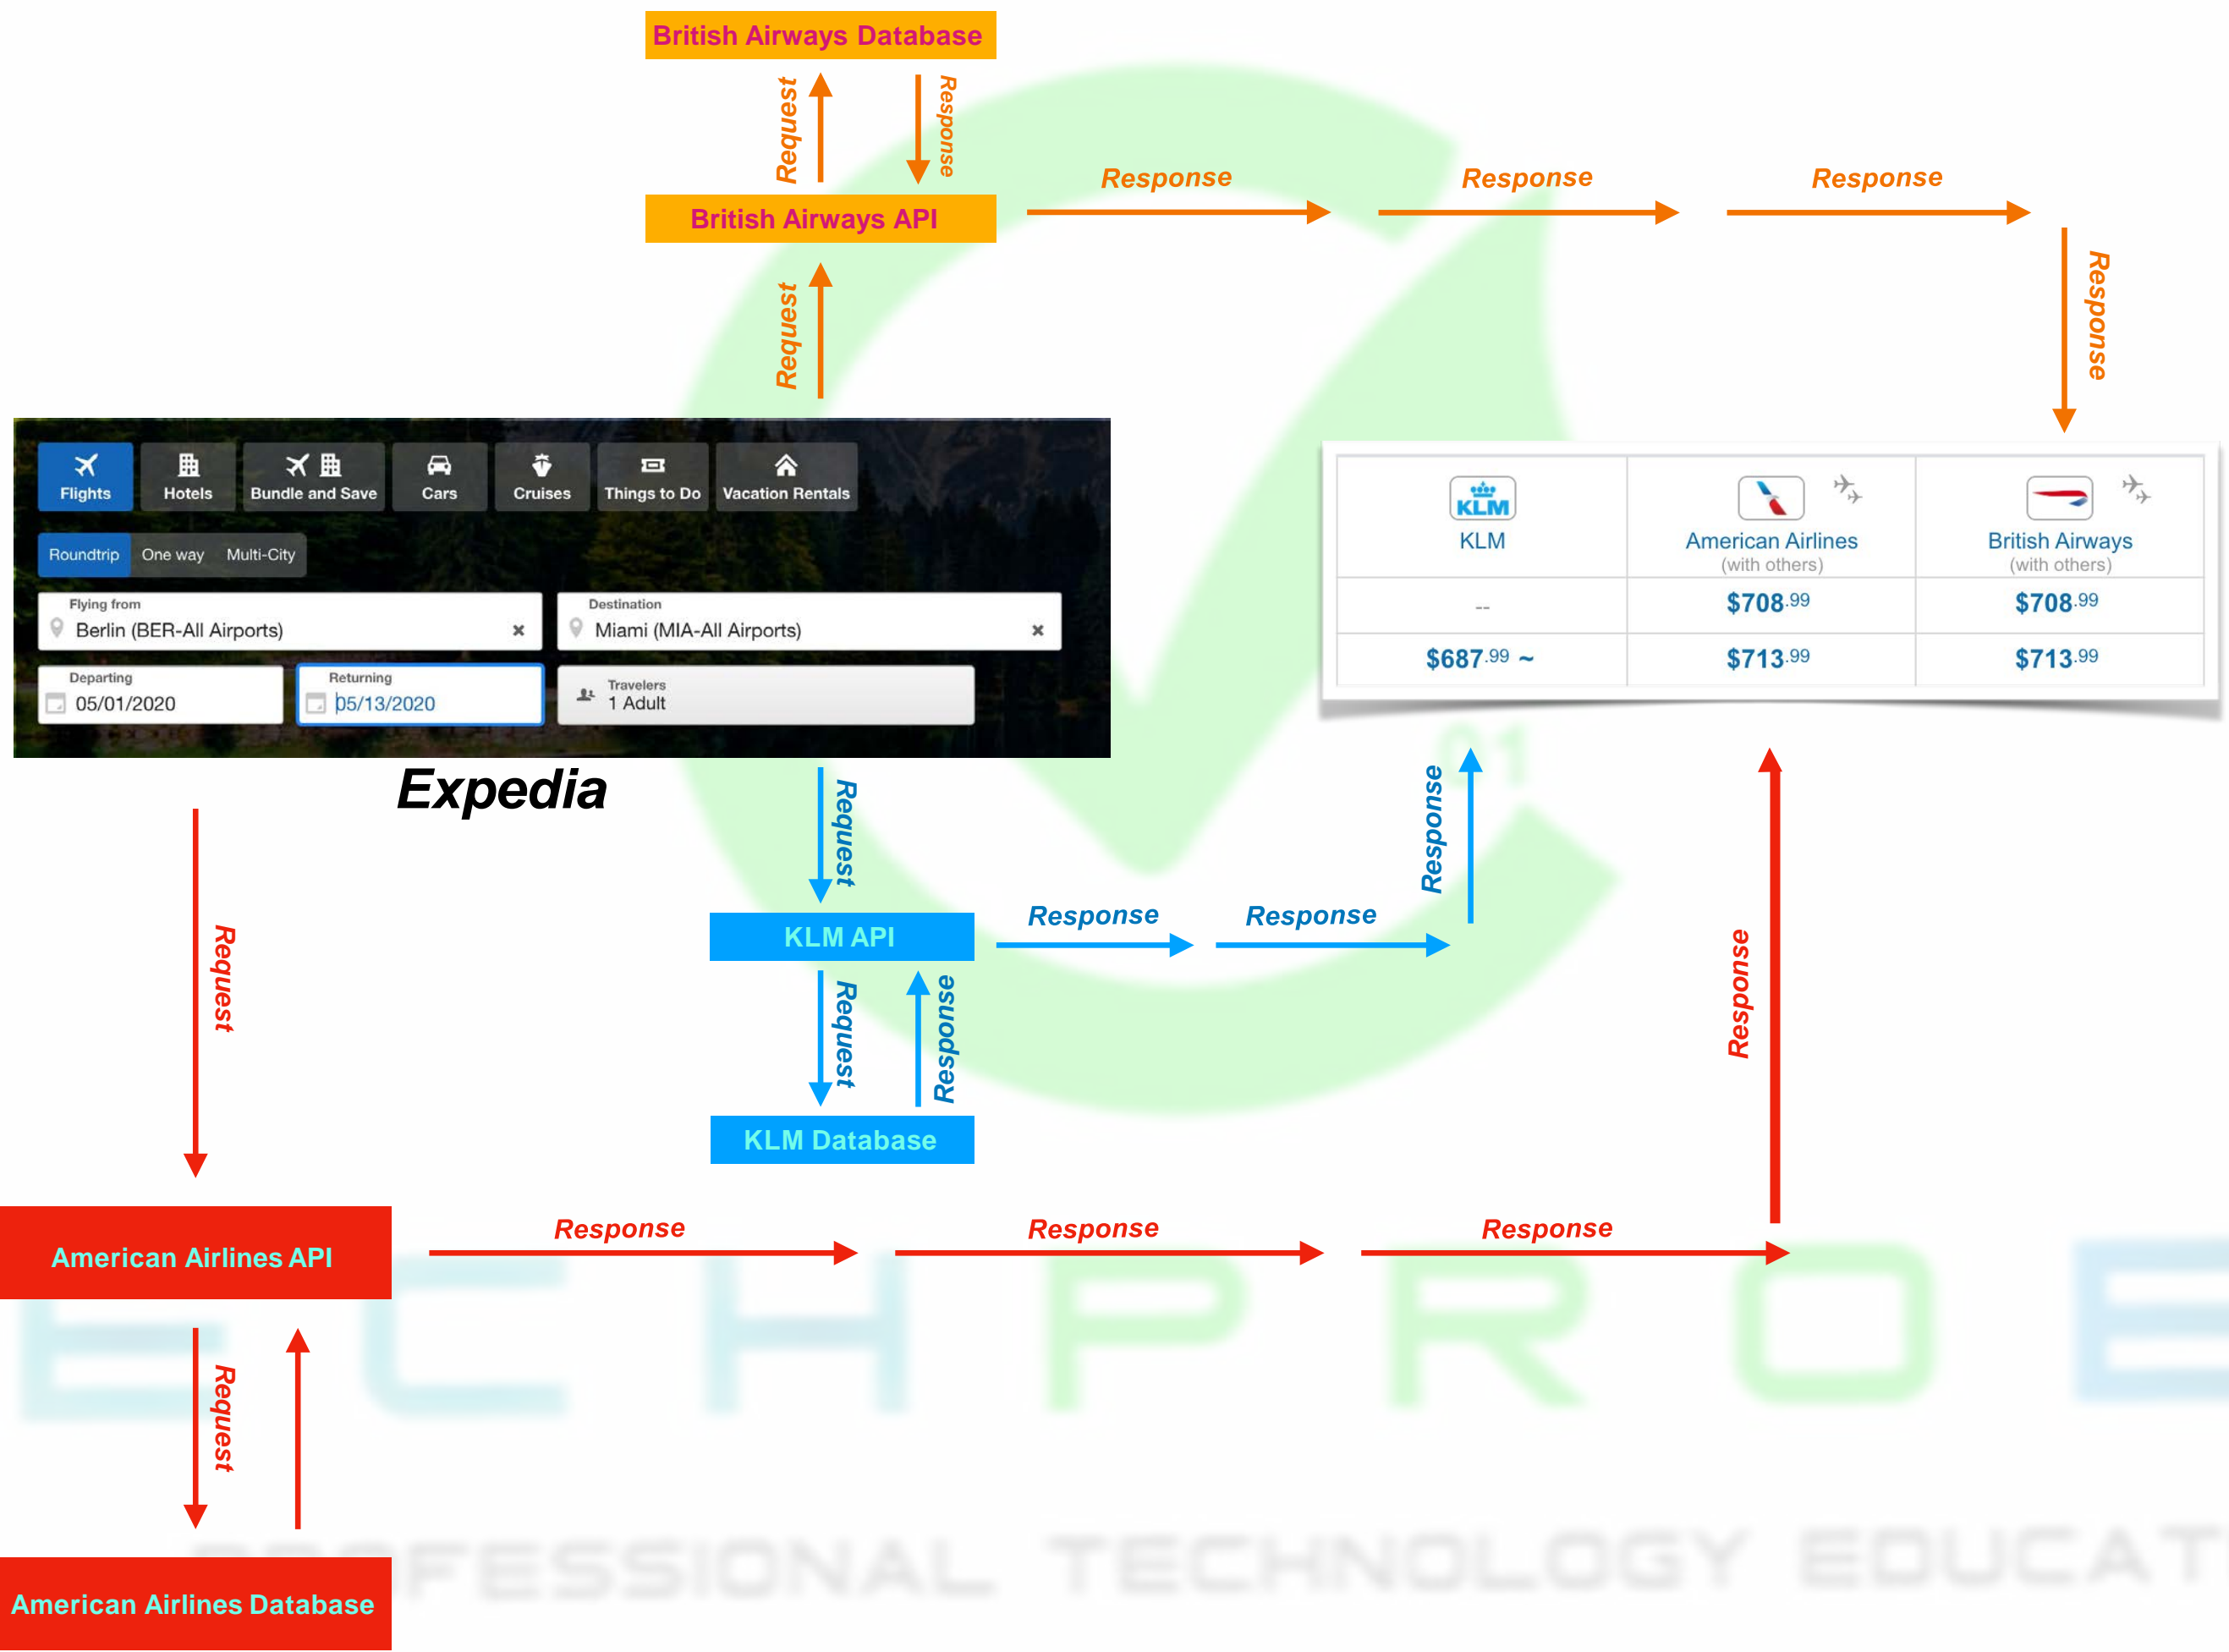 British Airways Database
Request
Response
British Airways API
Response
Response
Response
Request
Response
Flights
Hotels
Bundle and Save
Cars
Cruises
Things to Do
Vacation Rentals
Roundtrip
One way
Multi-City
Flying from
Berlin (BER-All Airports)
Destination
Miami (MIA-All Airports)
Departing
05/01/2020
Returning
05/13/2020
Travelers
1 Adult
Expedia
KLM
KLM
American Airlines
(with others)
British Airways
(with others)
--
$708.99
$708.99
$687.99 ~
$713.99
$713.99
01
Request
Response
KLM API
Response
Response
Request
Response
KLM Database
Request
Response
American Airlines API
Response
Response
Response
Request
American Airlines Database
ECHPROE
PROFESSIONAL TECHNOLOGY EDUCAT